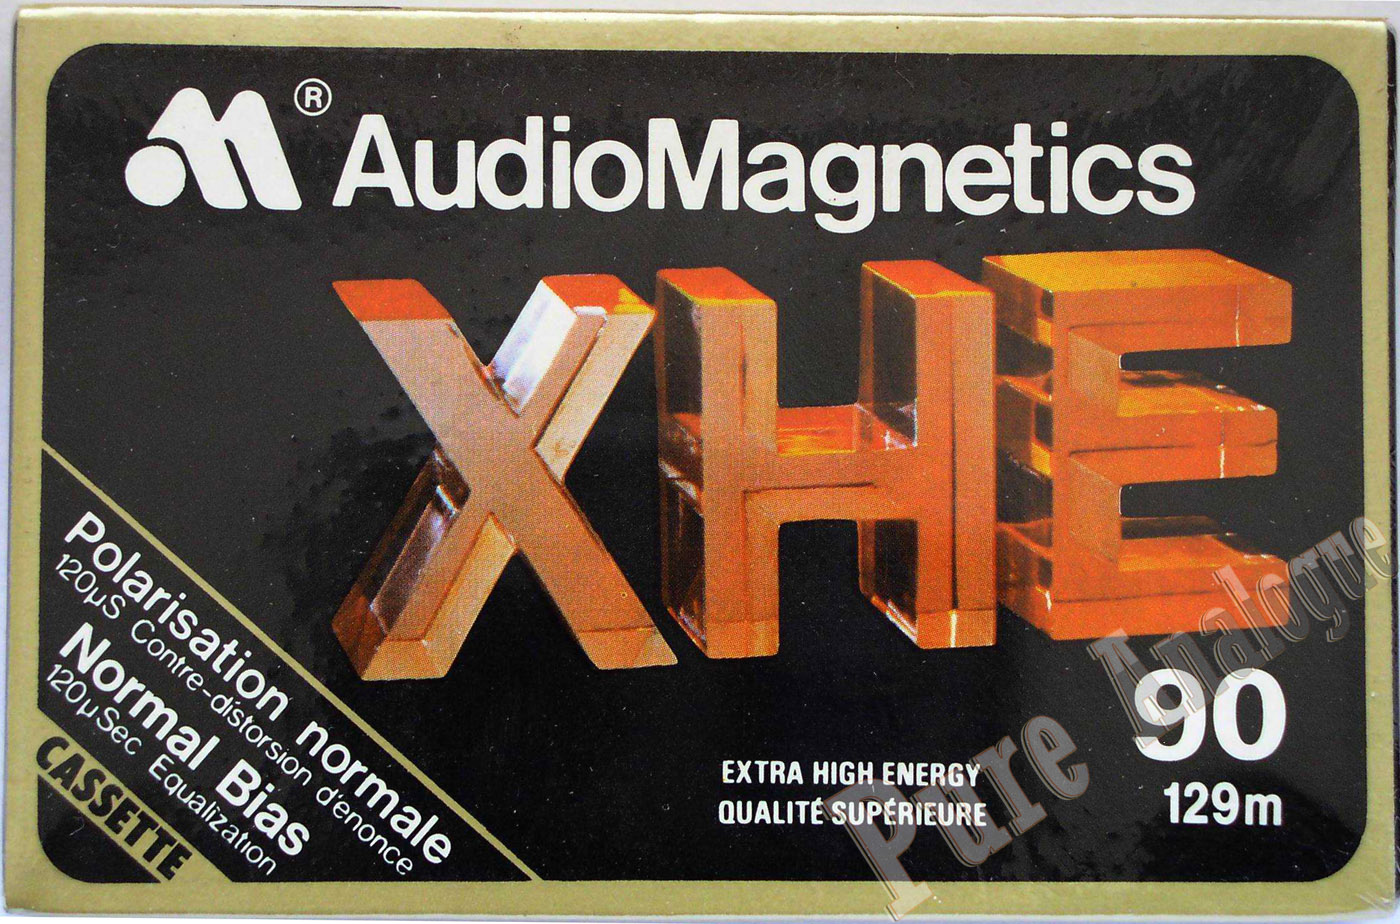 AudioMagnetics ®
XHE
Polarisation normale
120µS Contre-distorsion d'énonce
Normal Bias
120µSec Equalization
CASSETTE
EXTRA HIGH ENERGY
QUALITÉ SUPÉRIEURE
90
129m
Pure Analogue